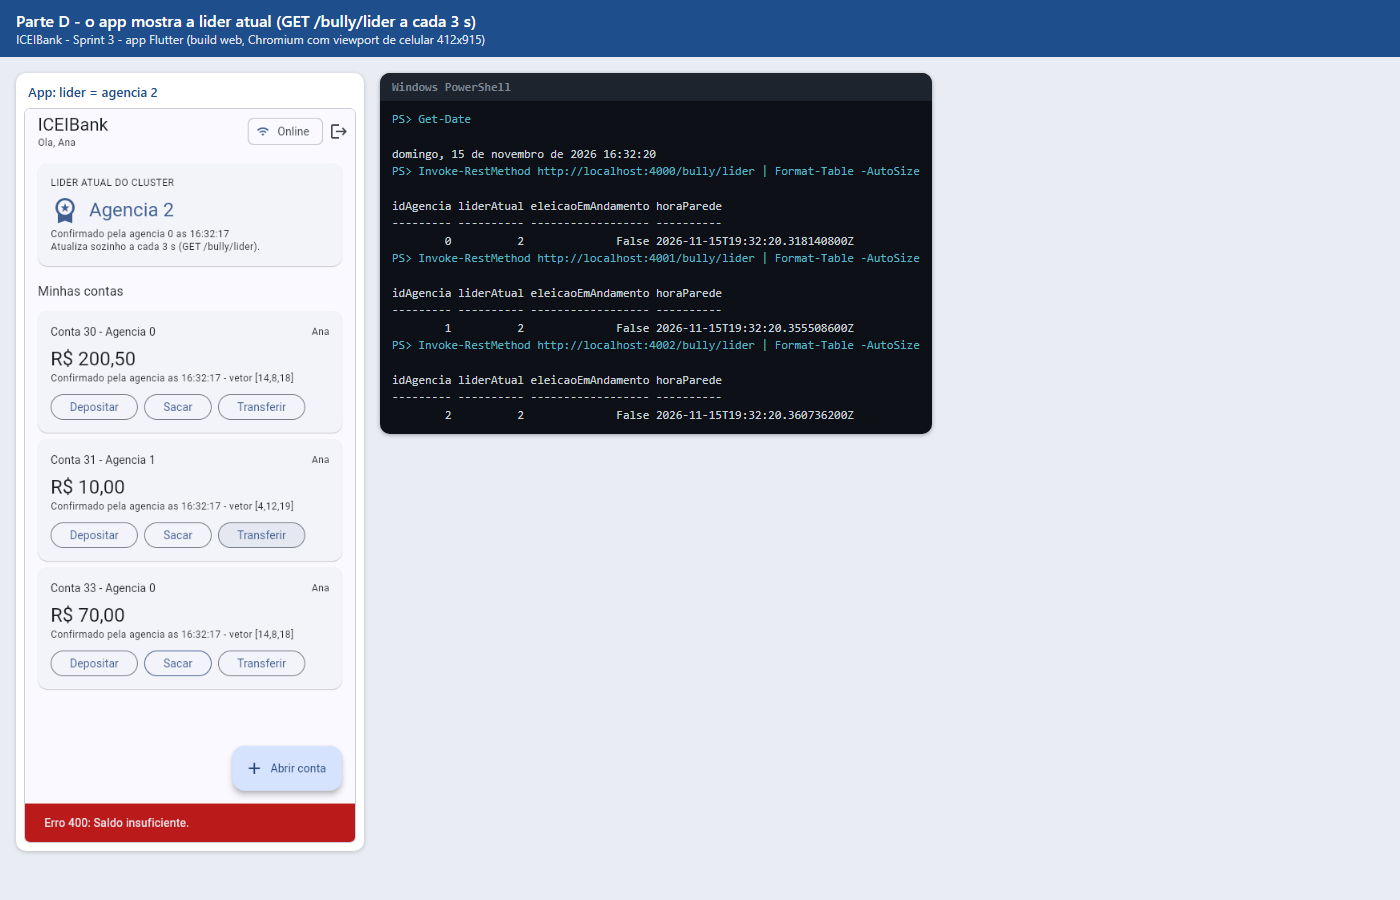 Parte D - o app mostra a lider atual (GET /bully/lider a cada 3 s)
ICEIBank - Sprint 3 - app Flutter (build web, Chromium com viewport de celular 412x915)
App: lider = agencia 2
ICEIBank
Ola, Ana
Online
LIDER ATUAL DO CLUSTER
Agencia 2
Confirmado pela agencia 0 as 16:32:17
Atualiza sozinho a cada 3 s (GET /bully/lider).
Minhas contas
Conta 30 - Agencia 0
Ana
R$ 200,50
Confirmado pela agencia as 16:32:17 - vetor [14,8,18]
Depositar
Sacar
Transferir
Conta 31 - Agencia 1
Ana
R$ 10,00
Confirmado pela agencia as 16:32:17 - vetor [4,12,19]
Depositar
Sacar
Transferir
Conta 33 - Agencia 0
Ana
R$ 70,00
Confirmado pela agencia as 16:32:17 - vetor [14,8,18]
Depositar
Sacar
Transferir
+ Abrir conta
Erro 400: Saldo insuficiente.
Windows PowerShell
PS> Get-Date
domingo, 15 de novembro de 2026 16:32:20
PS> Invoke-RestMethod http://localhost:4000/bully/lider | Format-Table -AutoSize
idAgencia liderAtual eleicaoEmAndamento horaParede
--------- ---------- ------------------ ----------
0 2 False 2026-11-15T19:32:20.318140800Z
PS> Invoke-RestMethod http://localhost:4001/bully/lider | Format-Table -AutoSize
idAgencia liderAtual eleicaoEmAndamento horaParede
--------- ---------- ------------------ ----------
1 2 False 2026-11-15T19:32:20.355508600Z
PS> Invoke-RestMethod http://localhost:4002/bully/lider | Format-Table -AutoSize
idAgencia liderAtual eleicaoEmAndamento horaParede
--------- ---------- ------------------ ----------
2 2 False 2026-11-15T19:32:20.360736200Z